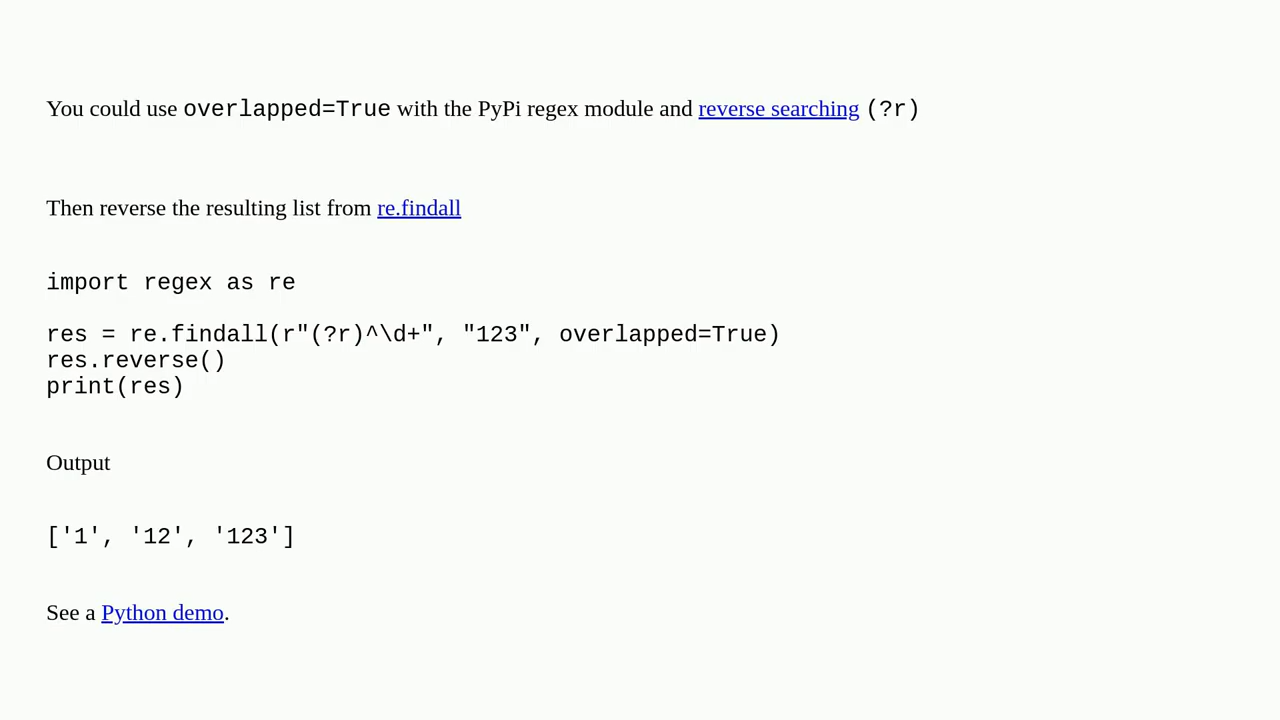 You could use overlapped=True with the PyPi regex module and reverse searching (?r)
Then reverse the resulting list from re.findall
import regex as re
res = re.findall(r"(?r)^\d+", "123", overlapped=True)
res.reverse()
print(res)
Output
['1', '12', '123']
See a Python demo.